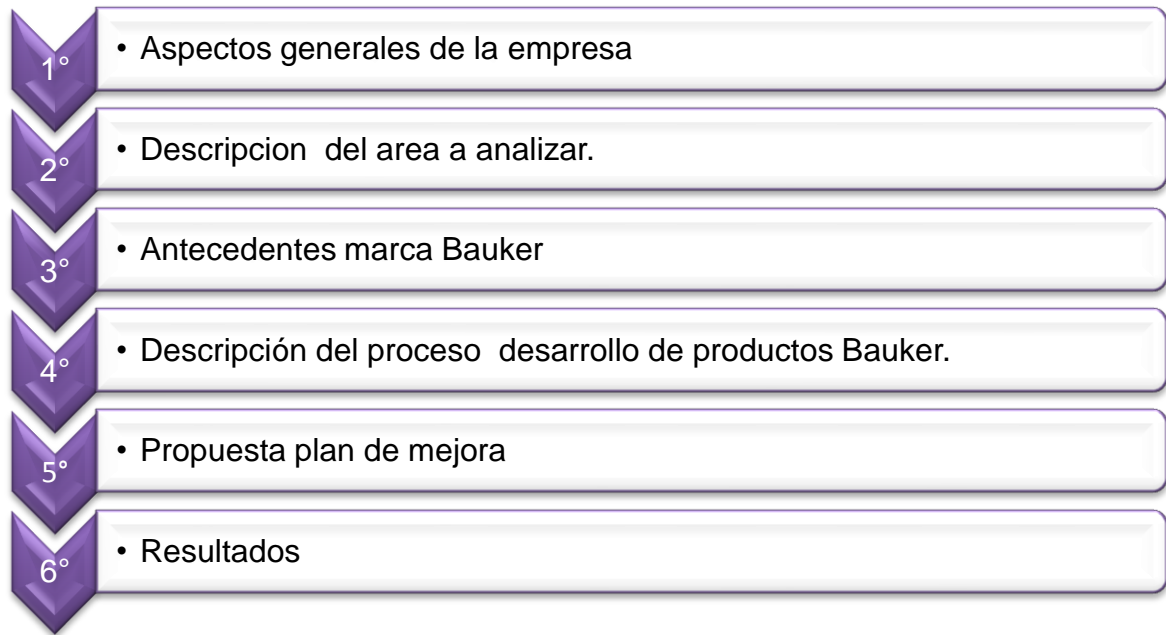 1°
• Aspectos generales de la empresa
2°
• Descripcion  del area a analizar.
3°
• Antecedentes marca Bauker
4°
• Descripción del proceso  desarrollo de productos Bauker.
5°
• Propuesta plan de mejora
6°
• Resultados